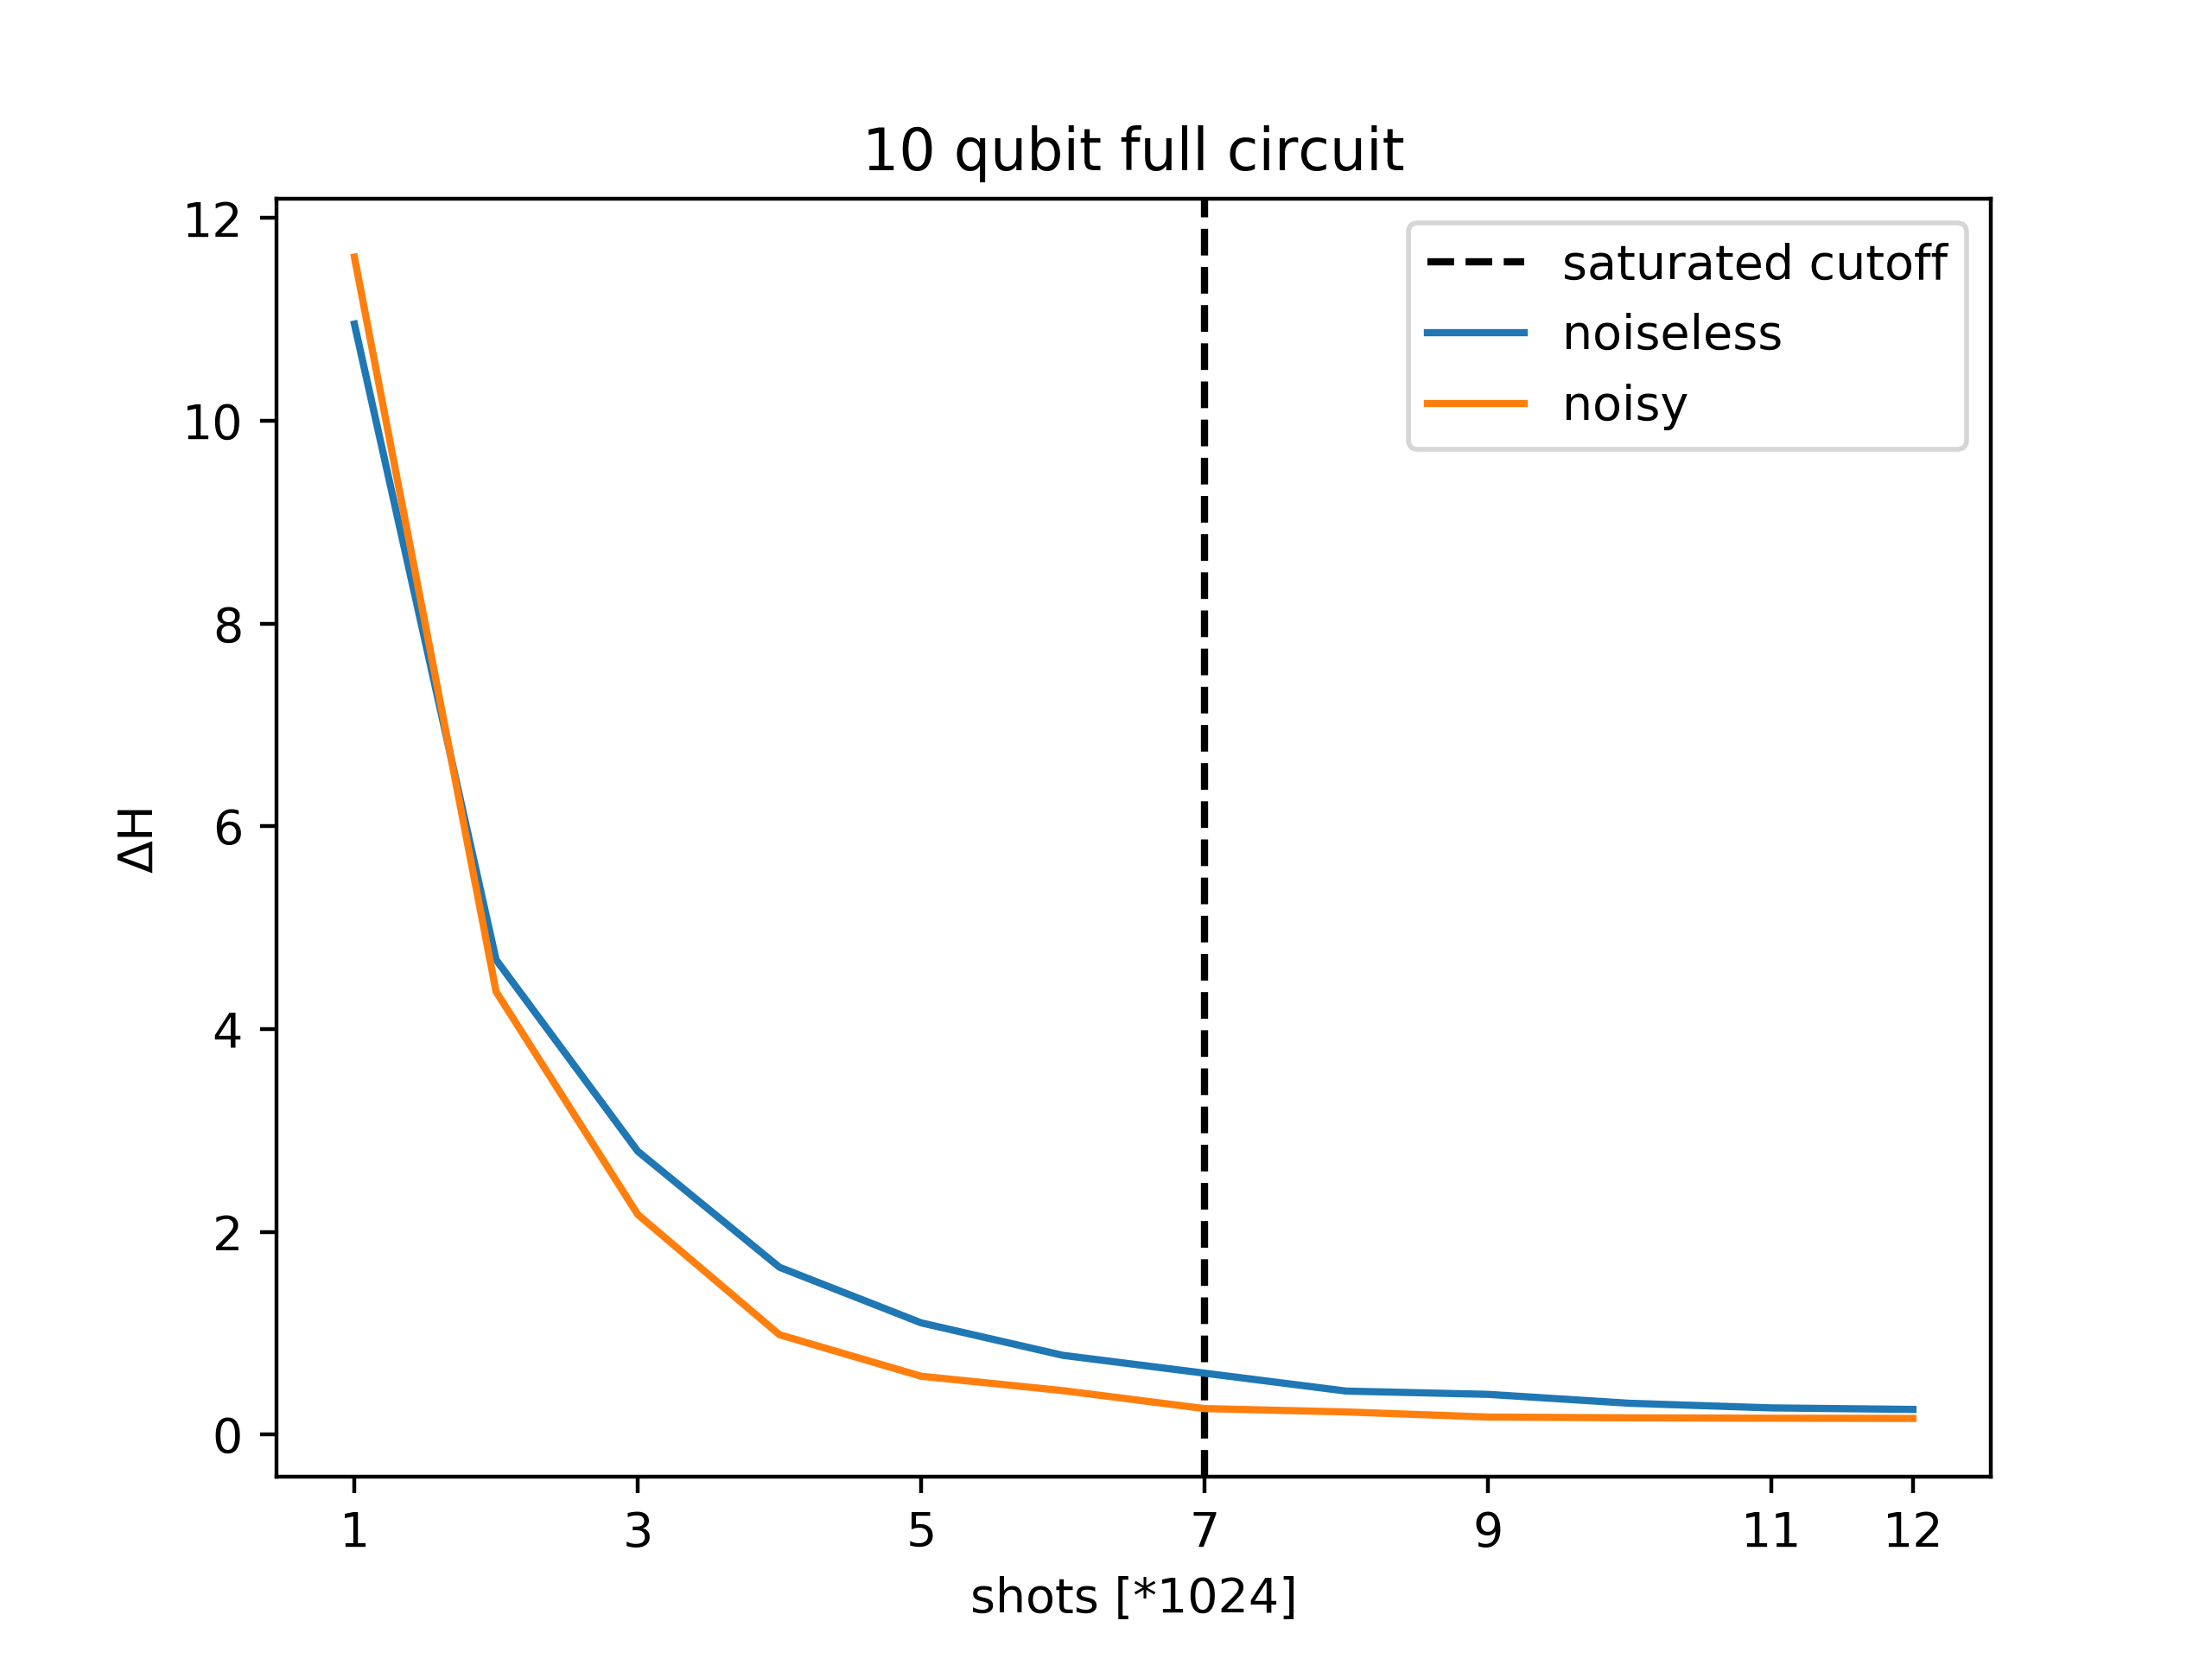 10 qubit full circuit
12
10
8
6
4
2
0
ΔH
saturated cutoff
noiseless
noisy
1 3 5 7 9 11 12
shots [*1024]